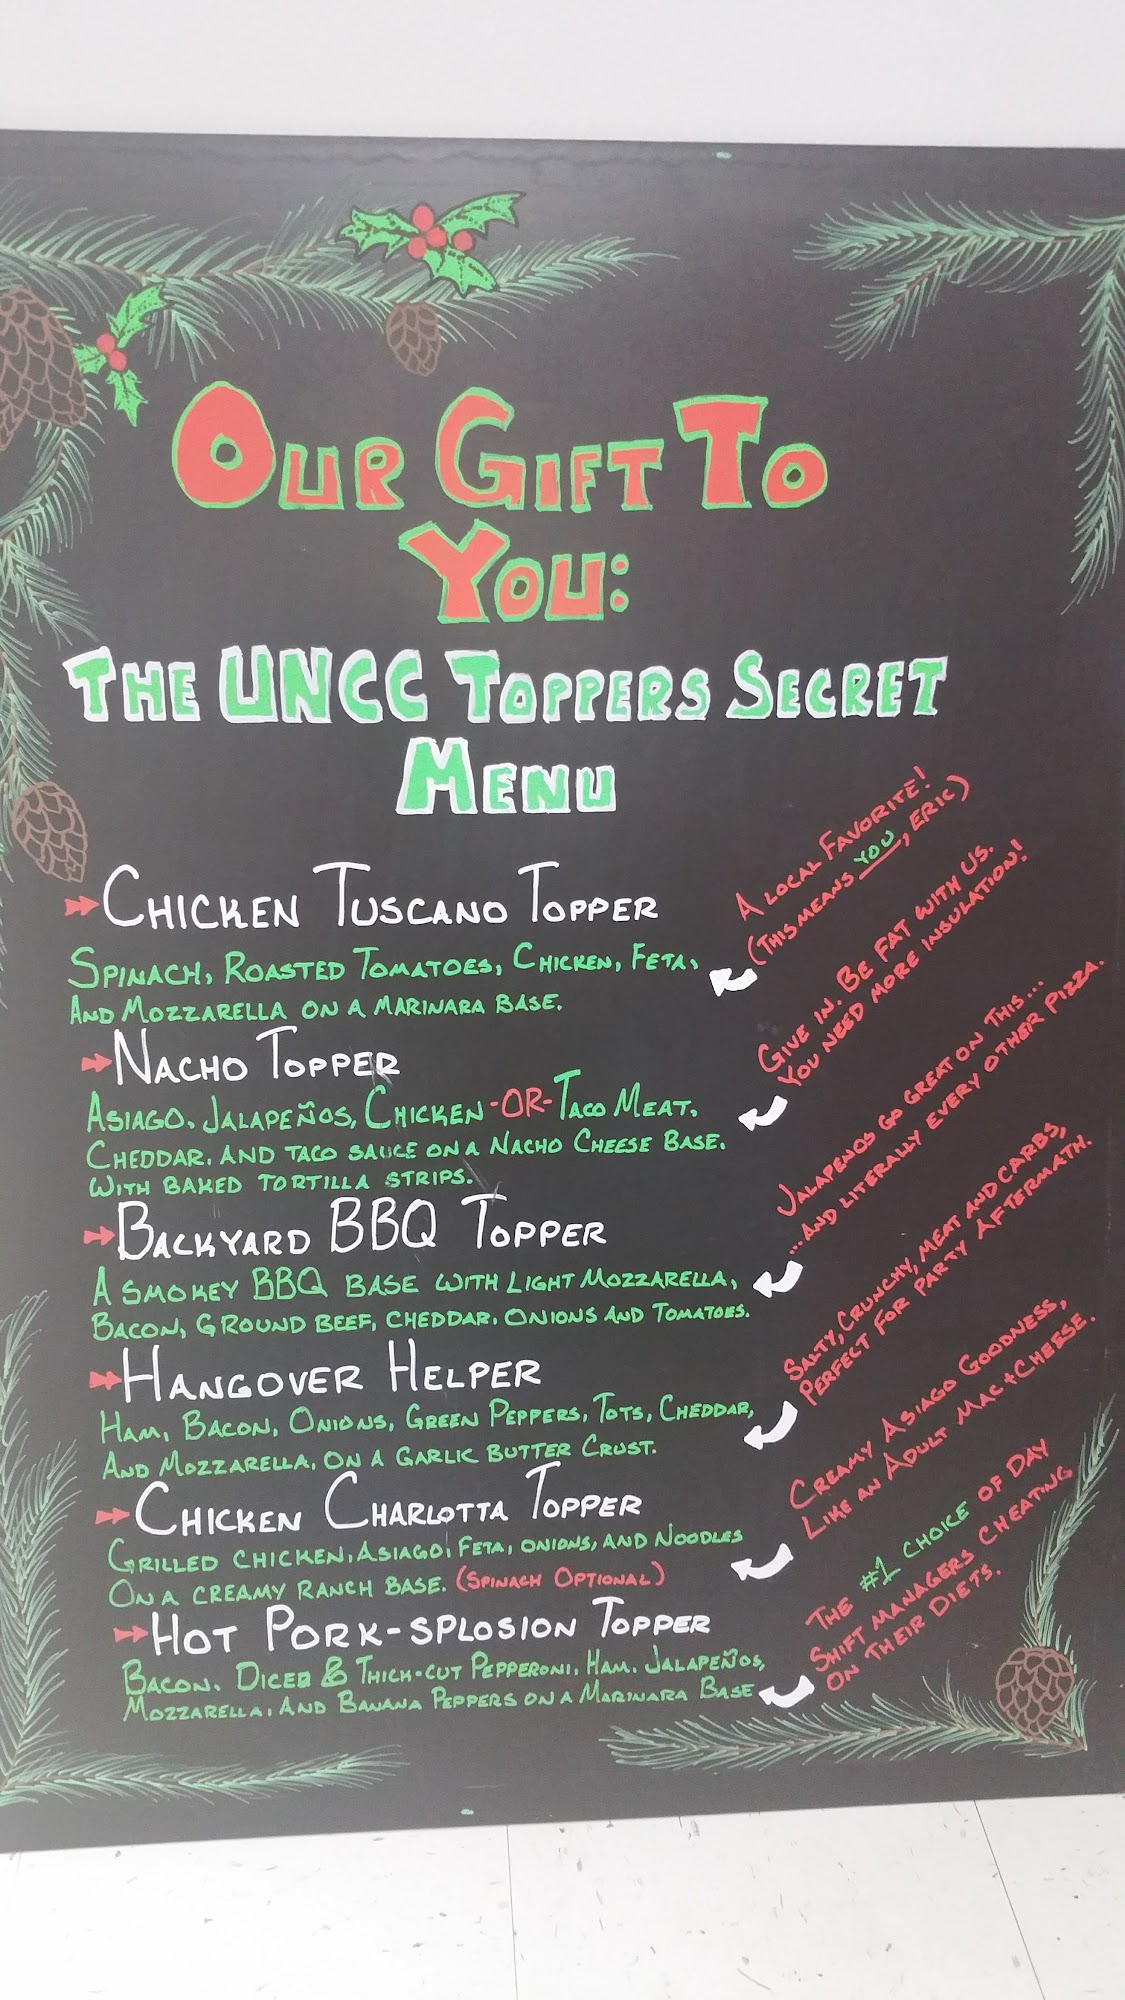 OUR GIFT TO
YOU:
THE UNCC TOPPERS SECRET
MENU
CHICKEN TUSCANO TOPPER
SPINACH, ROASTED TOMATOES, CHICKEN, FETA,
AND MOZZARELLA ON A MARINARA BASE.
A LOCAL FAVORITE!
(THIS MEANS YOU, ERIC)
NACHO TOPPER
ASIAGO, JALAPEÑOS, CHICKEN -OR- TACO MEAT,
CHEDDAR, AND TACO SAUCE ON A NACHO CHEESE BASE.
WITH BAKED TORTILLA STRIPS.
GIVE IN. BE FAT WITH US.
YOU NEED MORE INSULATION!
BACKYARD BBQ TOPPER
A SMOKEY BBQ BASE WITH LIGHT MOZZARELLA,
BACON, GROUND BEEF, CHEDDAR, ONIONS AND TOMATOES.
JALAPENOS GO GREAT ON THIS...
...AND LITERALLY EVERY OTHER PIZZA.
HANGOVER HELPER
HAM, BACON, ONIONS, GREEN PEPPERS, TOTS, CHEDDAR,
AND MOZZARELLA, ON A GARLIC BUTTER CRUST.
SALTY, CRUNCHY, MEAT AND CARBS,
PERFECT FOR PARTY AFTERMATH.
CHICKEN CHARLOTTA TOPPER
GRILLED CHICKEN, ASIAGO, FETA, ONIONS, AND NOODLES
ON A CREAMY RANCH BASE. (SPINACH OPTIONAL)
CREAMY ASIAGO GOODNESS,
LIKE AN ADULT MAC+CHEESE.
HOT PORK-SPLOSION TOPPER
BACON, DICED & THICK-CUT PEPPERONI, HAM, JALAPEÑOS,
MOZZARELLA, AND BANANA PEPPERS ON A MARINARA BASE
THE #1 CHOICE OF DAY
SHIFT MANAGERS CHEATING
ON THEIR DIETS.